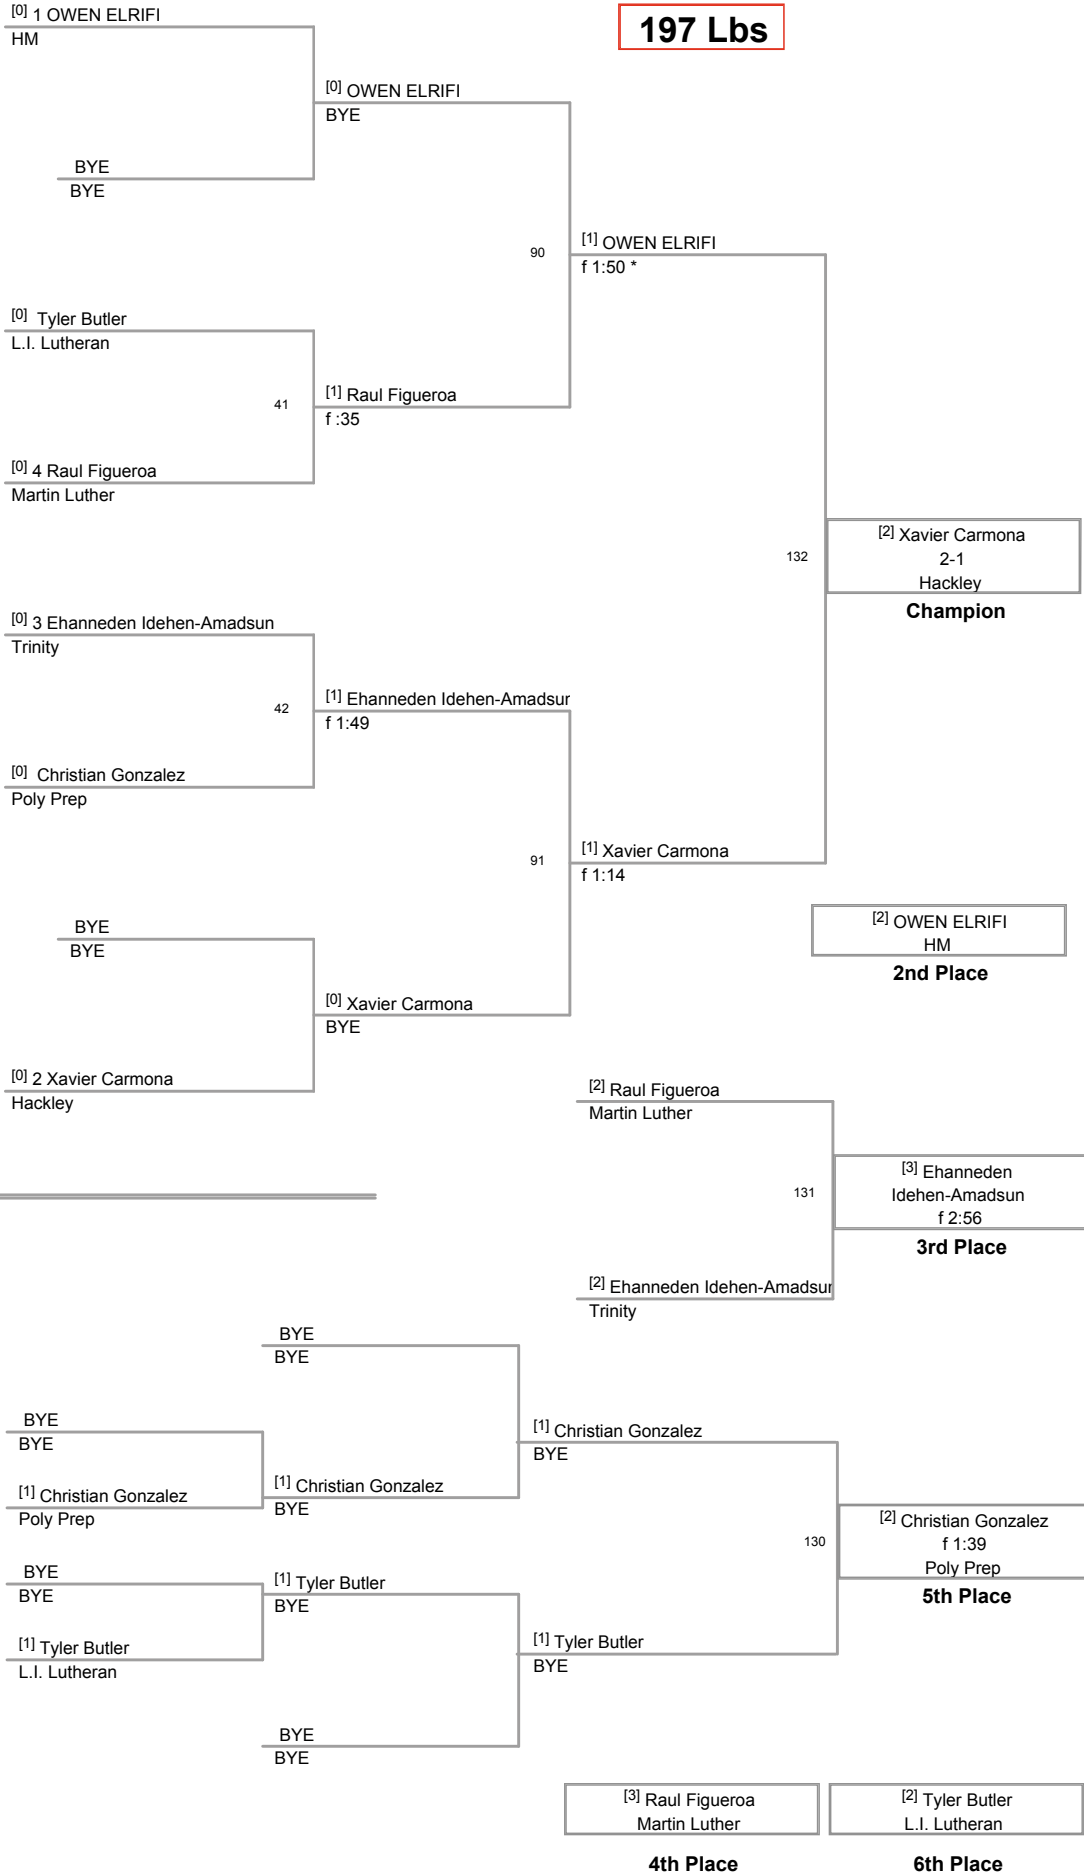 [0] 1 OWEN ELRIFI
HM
197 Lbs
[0] OWEN ELRIFI
BYE
BYE
BYE
90
[1] OWEN ELRIFI
f 1:50 *
[0] Tyler Butler
L.I. Lutheran
41
[1] Raul Figueroa
f :35
[0] 4 Raul Figueroa
Martin Luther
132
[2] Xavier Carmona
2-1
Hackley
Champion
[0] 3 Ehanneden Idehen-Amadsun
Trinity
42
[1] Ehanneden Idehen-Amadsun
f 1:49
[0] Christian Gonzalez
Poly Prep
91
[1] Xavier Carmona
f 1:14
BYE
BYE
[2] OWEN ELRIFI
HM
2nd Place
[0] Xavier Carmona
BYE
[0] 2 Xavier Carmona
Hackley
[2] Raul Figueroa
Martin Luther
131
[3] Ehanneden
Idehen-Amadsun
f 2:56
3rd Place
[2] Ehanneden Idehen-Amadsun
Trinity
BYE
BYE
BYE
BYE
[1] Christian Gonzalez
BYE
[1] Christian Gonzalez
Poly Prep
[1] Christian Gonzalez
BYE
130
[2] Christian Gonzalez
f 1:39
Poly Prep
5th Place
BYE
BYE
[1] Tyler Butler
BYE
[1] Tyler Butler
L.I. Lutheran
[1] Tyler Butler
BYE
BYE
BYE
[3] Raul Figueroa
Martin Luther
4th Place
[2] Tyler Butler
L.I. Lutheran
6th Place